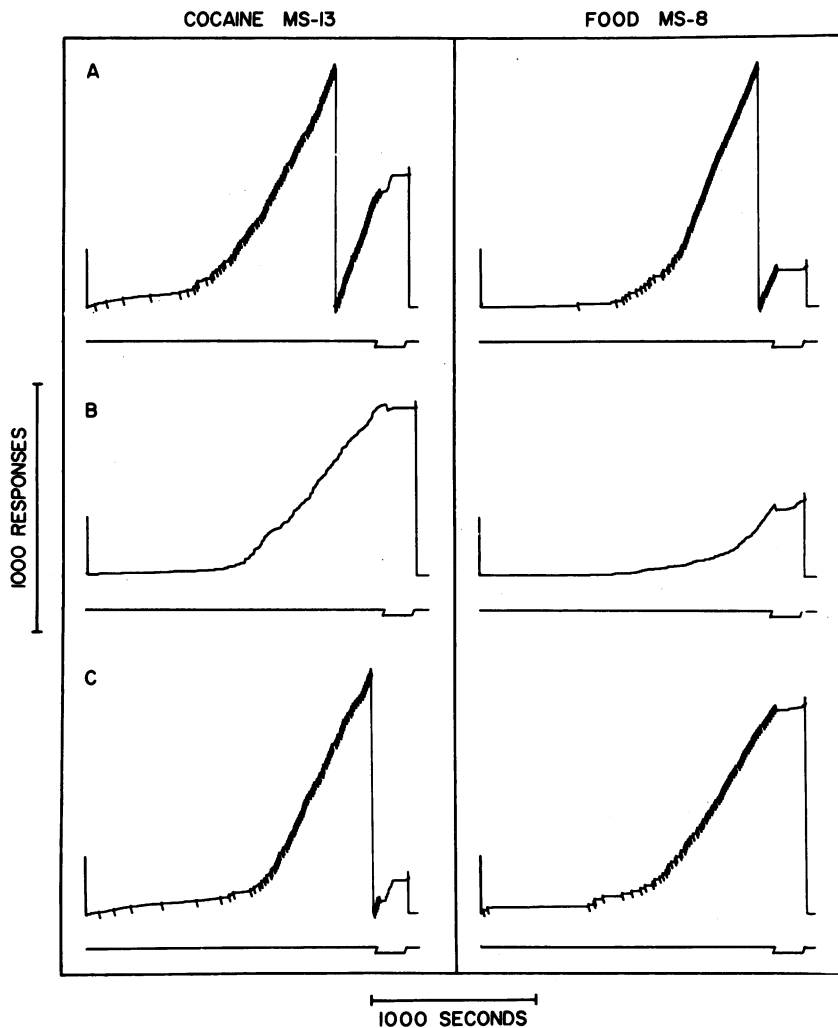 COCAINE MS-13
FOOD MS-8
A
B
C
1000 RESPONSES
1000 SECONDS